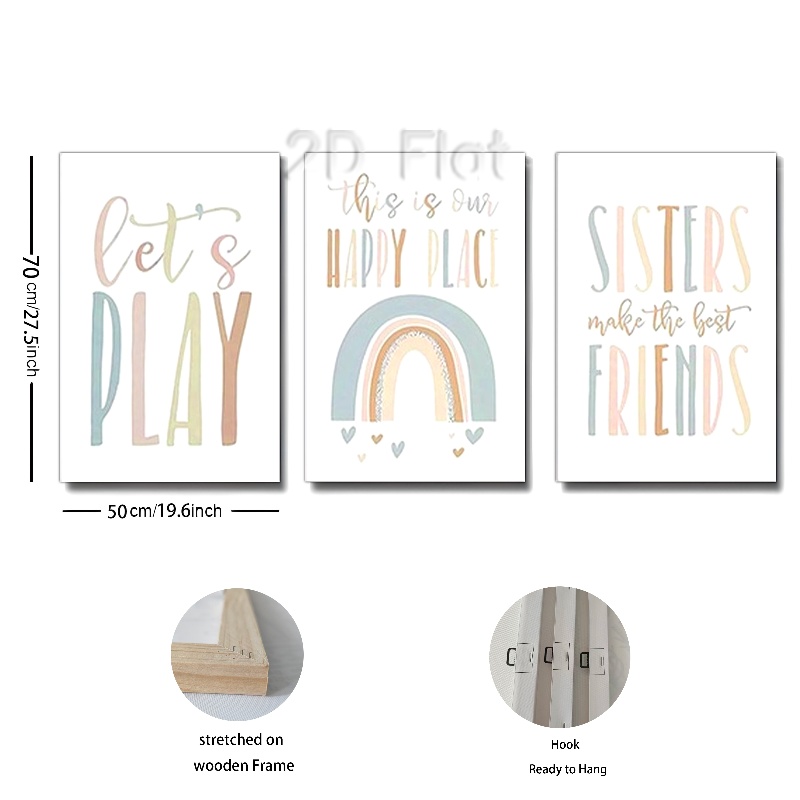 2D Flat
let's
PLAY
this is our
HAPPY PLACE
SISTERS
make the best
FRIENDS
70 cm/27.5inch
50cm/19.6inch
stretched on
wooden Frame
Hook
Ready to Hang